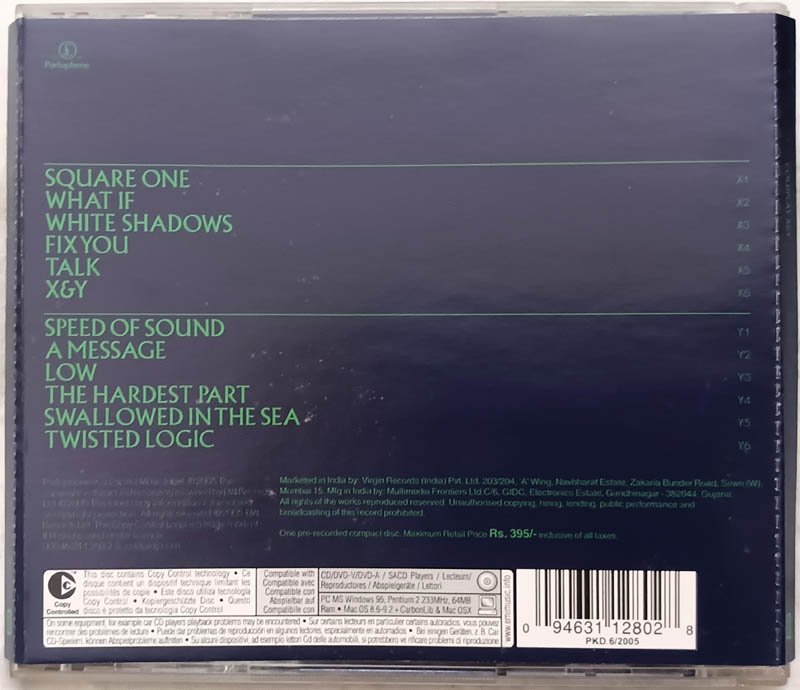 Parlophone
SQUARE ONE X1
WHAT IF X2
WHITE SHADOWS X3
FIX YOU X4
TALK X5
X&Y X6
SPEED OF SOUND Y1
A MESSAGE Y2
LOW Y3
THE HARDEST PART Y4
SWALLOWED IN THE SEA Y5
TWISTED LOGIC Y6
COLDPLAY X&Y
Marketed in India by: Virgin Records (India) Pvt. Ltd. 203/204, 'A' Wing, Navbharat Estate, Zakaria Bunder Road, Sewri (W)
Mumbai 15. Mfg in India by: Multimedia Frontiers Ltd.C/6, GIDC, Electronics Estate, Gandhinagar - 382044 Gujarat.
All rights of the works reproduced reserved. Unauthorised copying, hiring, lending, public performance and
broadcasting of this record prohibited.
One pre-recorded compact disc. Maximum Retail Price Rs. 395/- inclusive of all taxes.
Copy
Controlled
This disc contains Copy Control technology • Ce
disque contient un dispositif technique limitant les
possibilités de copie • Este disco utiliza tecnología
Copy Control • Kopiergeschützte Disc • Questo
disco è protetto da tecnologia Copy Control
Compatible with
Compatible avec
Compatible con
Abspielbar auf
Compatibile con
CD/DVD-V/DVD-A / SACD Players / Lecteurs/
Reproductores / Abspielgeräte / Lettori
PC MS Windows 95, Pentium 2 233MHz, 64MB
Ram • Mac OS 8.6-9.2 + CarbonLib & Mac OSX
On some equipment, for example car CD players playback problems may be encountered • Sur certains lecteurs en particulier certains autoradios, vous pouvez
rencontrer des problèmes de lecture • Puede dar problemas de reproducción en algunos lectores, especialmente en autoradios • Bei einigen Geräten, z. B. Car
CD-Spielern, können Abspielprobleme auftreten • Su alcuni dispositivi, ad esempio lettori Cd delle automobili, si potrebbero verificare problemi di riproduzione
www.emimusic.info
0 94631 12802 8
PKD.6/2005